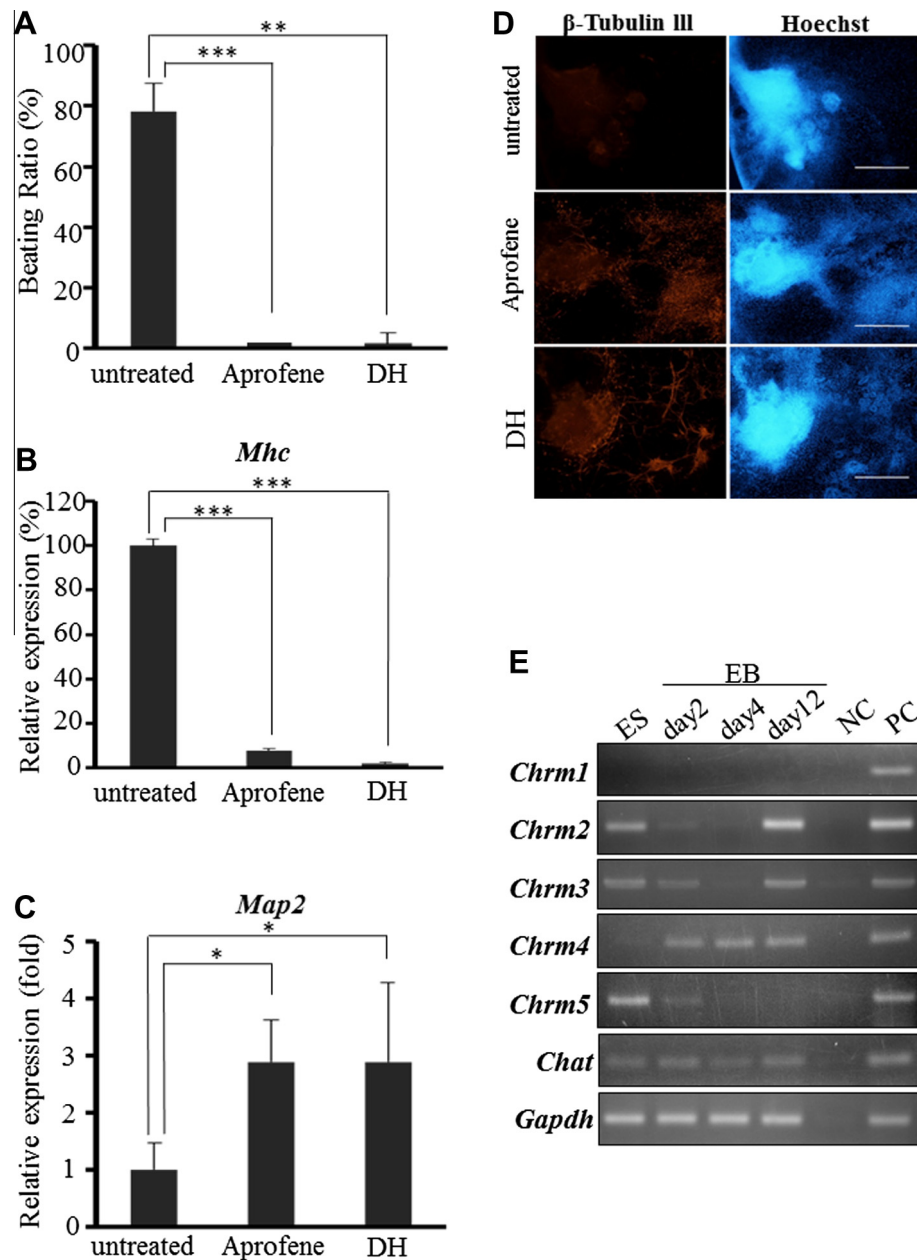 A
Beating Ratio (%)
100
80
60
40
20
0
**
***
untreated Aprofene DH
B
Mhc
Relative expression (%)
120
100
80
60
40
20
0
***
***
untreated Aprofene DH
C
Map2
Relative expression (fold)
5
4
3
2
1
0
*
*
untreated Aprofene DH
D
β-Tubulin III Hoechst
untreated
Aprofene
DH
E
EB
ES day2 day4 day12 NC PC
Chrm1
Chrm2
Chrm3
Chrm4
Chrm5
Chat
Gapdh